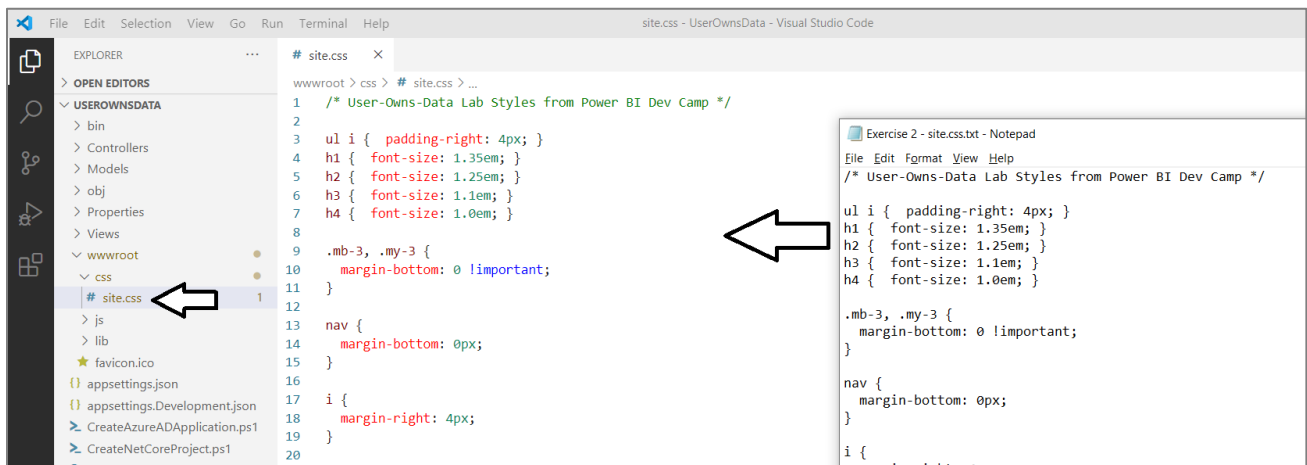 File Edit Selection View Go Run Terminal Help
site.css - UserOwnsData - Visual Studio Code
EXPLORER ...
> OPEN EDITORS
USEROWNSDATA
> bin
> Controllers
> Models
> obj
> Properties
> Views
wwwroot
css
# site.css 1
> js
> lib
favicon.ico
{} appsettings.json
{} appsettings.Development.json
CreateAzureADApplication.ps1
CreateNetCoreProject.ps1
# site.css ×
wwwroot > css > # site.css > ...
1 /* User-Owns-Data Lab Styles from Power BI Dev Camp */
2
3 ul i {  padding-right: 4px; }
4 h1 {  font-size: 1.35em; }
5 h2 {  font-size: 1.25em; }
6 h3 {  font-size: 1.1em; }
7 h4 {  font-size: 1.0em; }
8
9 .mb-3, .my-3 {
10   margin-bottom: 0 !important;
11 }
12
13 nav {
14   margin-bottom: 0px;
15 }
16
17 i {
18   margin-right: 4px;
19 }
20
Exercise 2 - site.css.txt - Notepad
File Edit Format View Help
/* User-Owns-Data Lab Styles from Power BI Dev Camp */
ul i {  padding-right: 4px; }
h1 {  font-size: 1.35em; }
h2 {  font-size: 1.25em; }
h3 {  font-size: 1.1em; }
h4 {  font-size: 1.0em; }
.mb-3, .my-3 {
  margin-bottom: 0 !important;
}
nav {
  margin-bottom: 0px;
}
i {